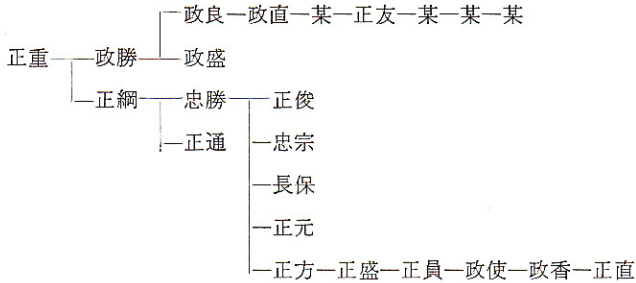 政良―政直―某―正友―某―某―某
正重―政勝―政盛
正綱―忠勝―正俊
正通 忠宗
長保
正元
正方―正盛―正員―政使―政香―正直